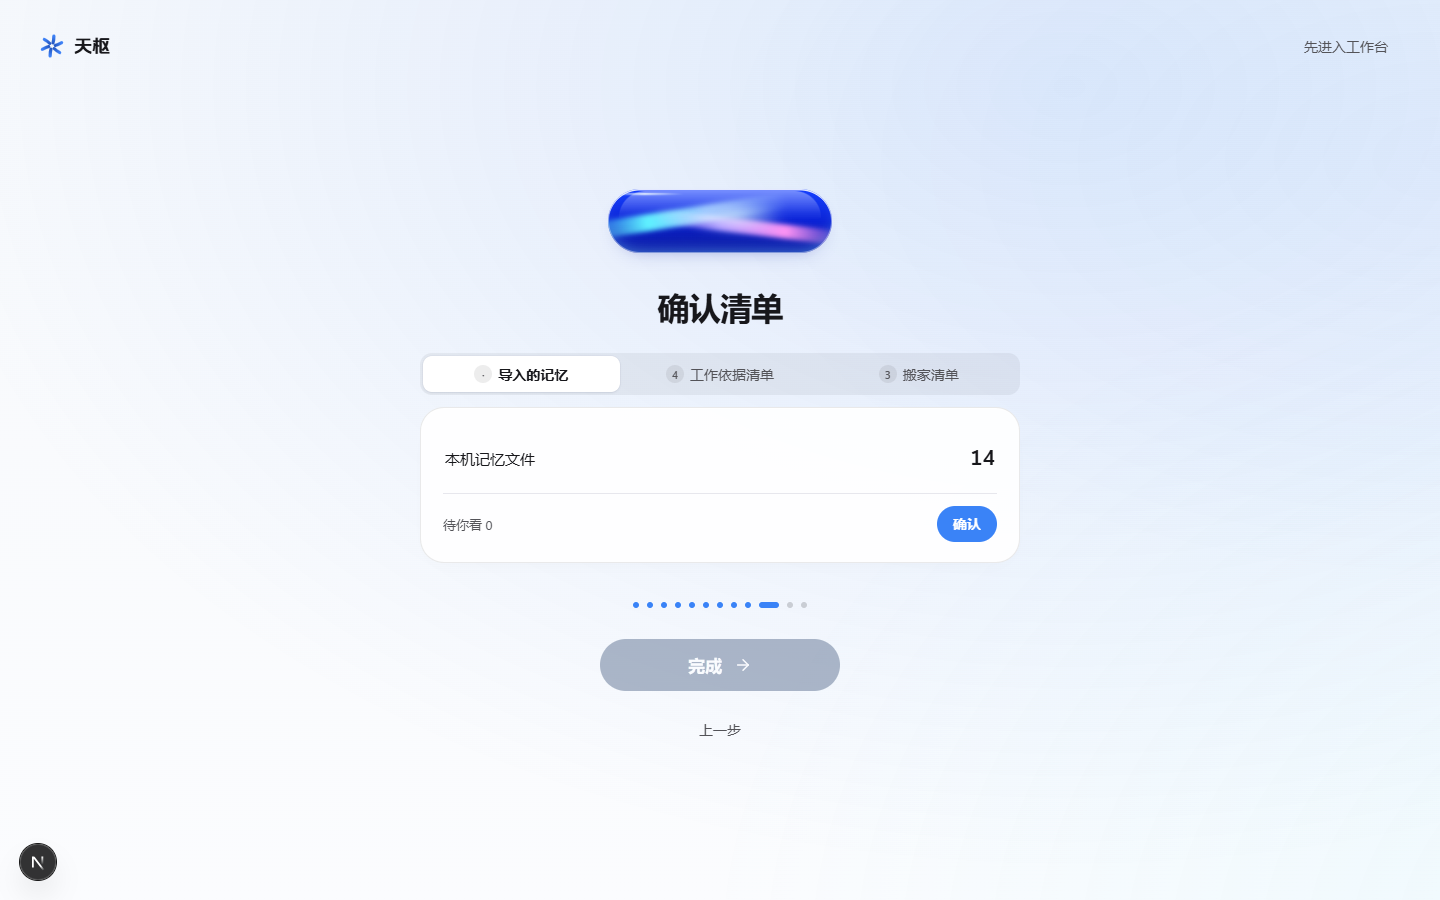 天枢
先进入工作台
确认清单
· 导入的记忆
4 工作依据清单
3 搬家清单
本机记忆文件
14
待你看 0
确认
完成 →
上一步
N